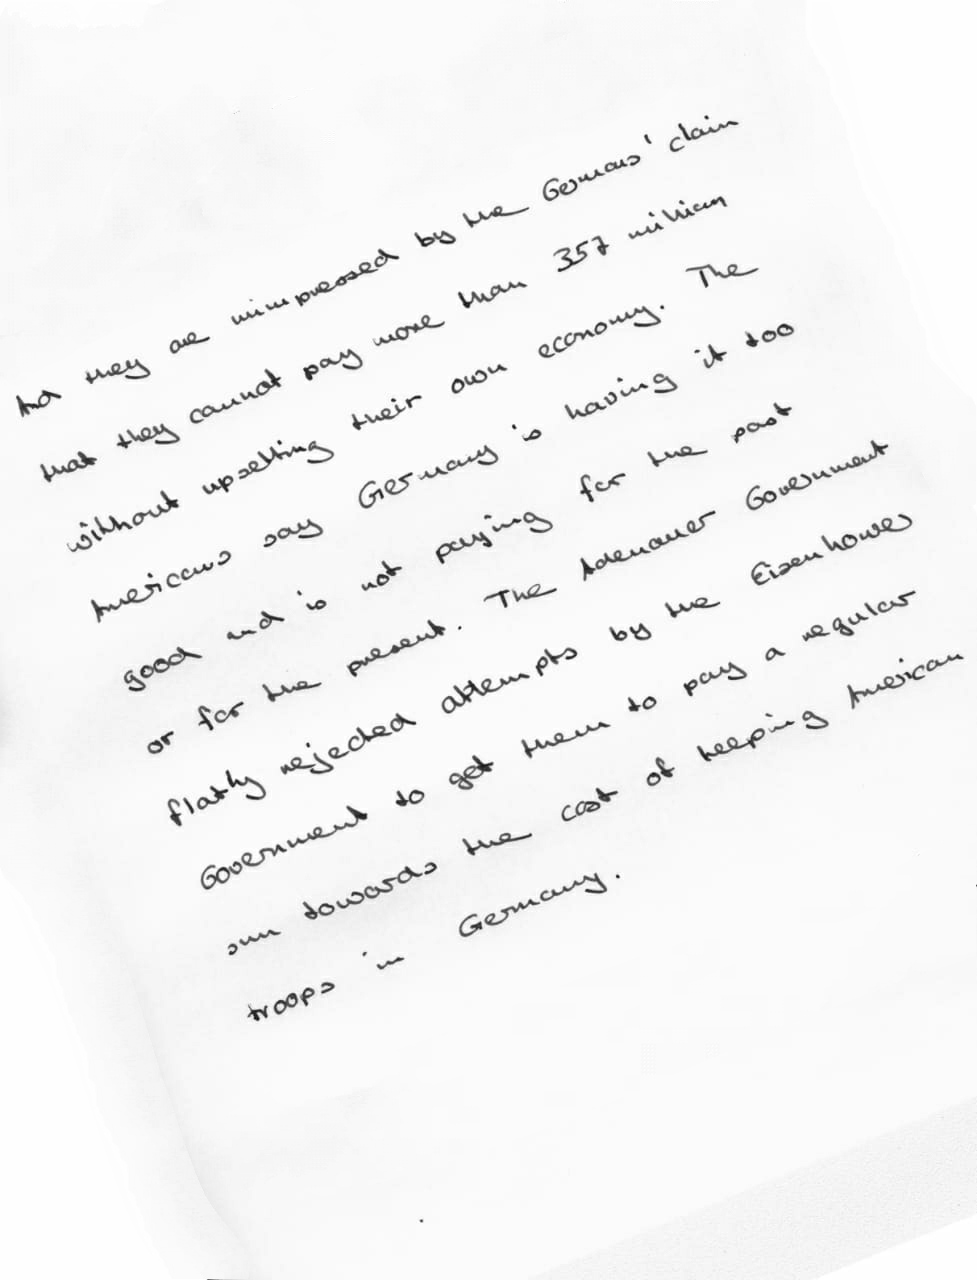 And they are unimpressed by the Germans' claim
that they cannot pay more than 357 million
without upsetting their own economy. The
Americans say Germany is having it too
good and is not paying for the past
or for the present. The Adenauer Government
flatly rejected attempts by the Eisenhower
Government to get them to pay a regular
sum towards the cost of keeping American
troops in Germany.